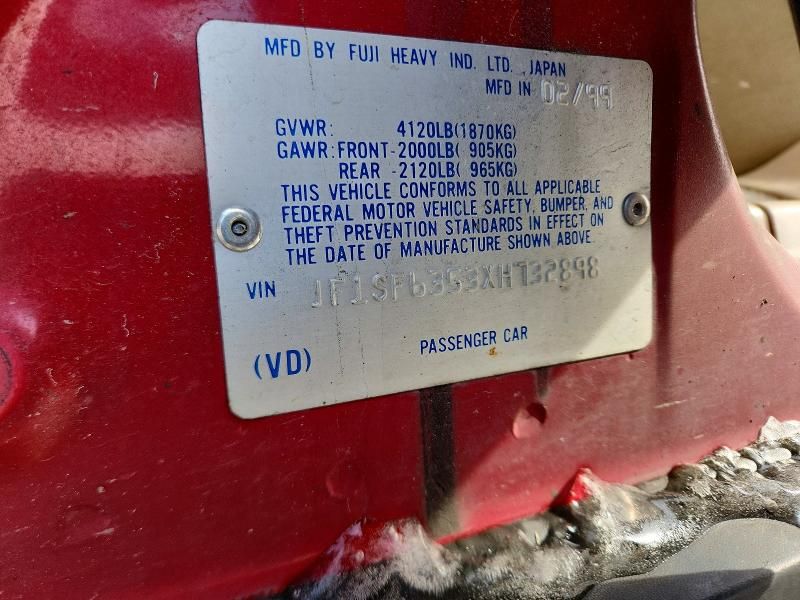 MFD BY FUJI HEAVY IND. LTD. JAPAN
MFD IN 02/99
GVWR: 4120LB(1870KG)
GAWR: FRONT-2000LB( 905KG)
REAR -2120LB( 965KG)
THIS VEHICLE CONFORMS TO ALL APPLICABLE
FEDERAL MOTOR VEHICLE SAFETY, BUMPER, AND
THEFT PREVENTION STANDARDS IN EFFECT ON
THE DATE OF MANUFACTURE SHOWN ABOVE.
VIN JF1SF6353XH732898
PASSENGER CAR
(VD)